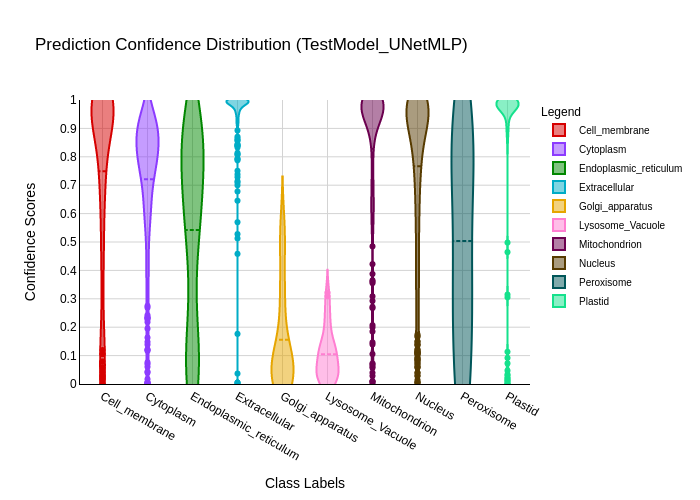 Prediction Confidence Distribution (TestModel_UNetMLP)
Legend
Cell_membrane
Cytoplasm
Endoplasmic_reticulum
Extracellular
Golgi_apparatus
Lysosome_Vacuole
Mitochondrion
Nucleus
Peroxisome
Plastid
Confidence Scores
1
0.9
0.8
0.7
0.6
0.5
0.4
0.3
0.2
0.1
0
Cell_membrane
Cytoplasm
Endoplasmic_reticulum
Extracellular
Golgi_apparatus
Lysosome_Vacuole
Mitochondrion
Nucleus
Peroxisome
Plastid
Class Labels